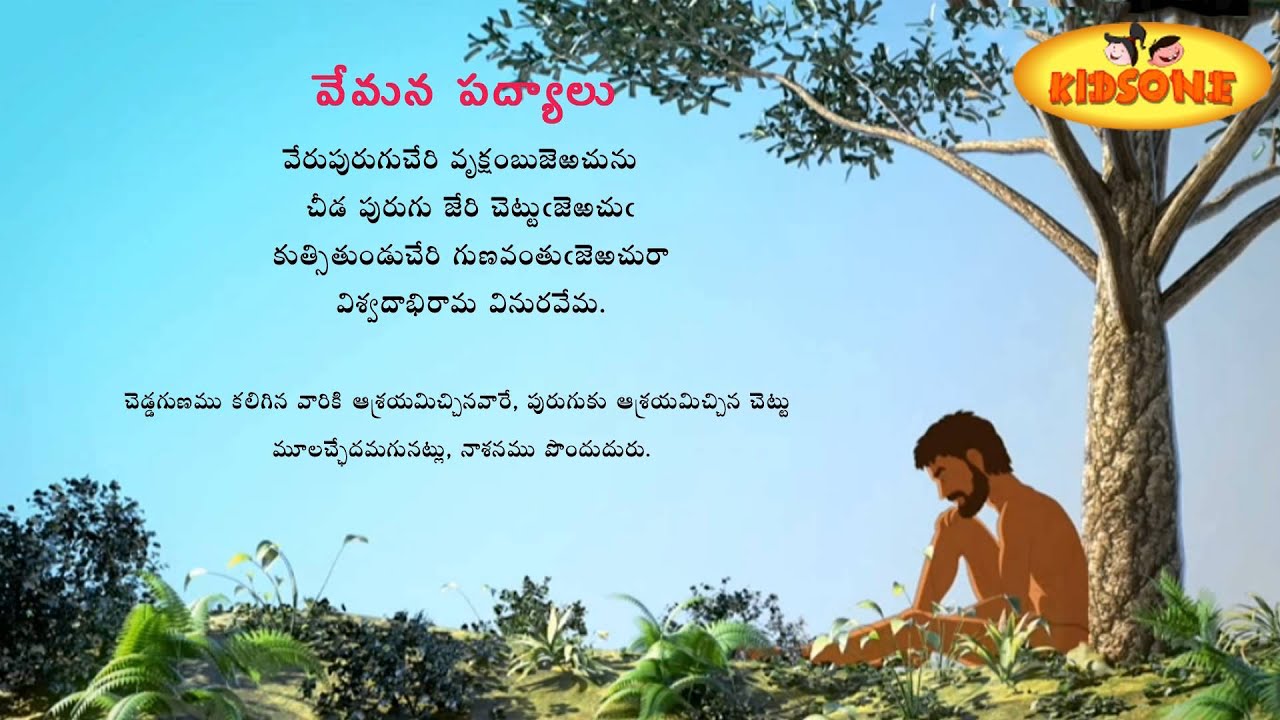 KIDSONE
వేమన పద్యాలు
వేరుపురుగుచేరి వృక్షంబుజెఱచును
చీడ పురుగు జేరి చెట్టుఁజెఱచుఁ
కుత్సితుండుచేరి గుణవంతుఁజెఱచురా
విశ్వదాభిరామ వినురవేమ.
చెడ్డగుణము కలిగిన వారికి ఆశ్రయమిచ్చినవారే, పురుగుకు ఆశ్రయమిచ్చిన చెట్టు
మూలచ్ఛేదమగునట్లు, నాశనము పొందుదురు.